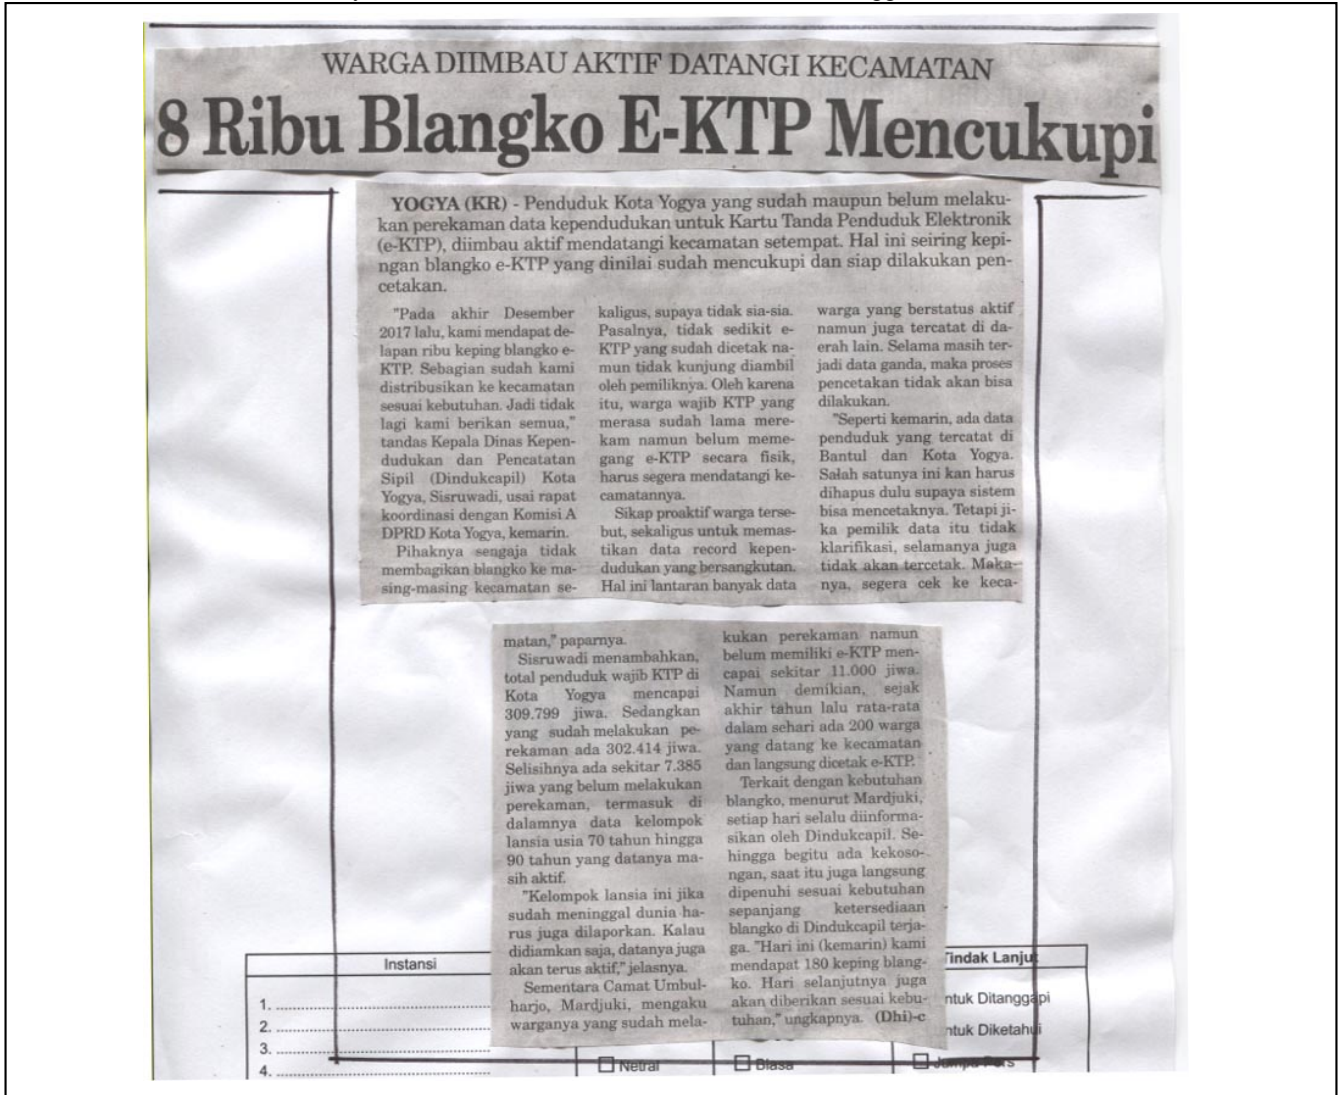 WARGA DIIMBAU AKTIF DATANGI KECAMATAN
8 Ribu Blangko E-KTP Mencukupi
YOGYA (KR) - Penduduk Kota Yogya yang sudah maupun belum melaku-
kan perekaman data kependudukan untuk Kartu Tanda Penduduk Elektronik
(e-KTP), diimbau aktif mendatangi kecamatan setempat. Hal ini seiring kepi-
ngan blangko e-KTP yang dinilai sudah mencukupi dan siap dilakukan pen-
cetakan.
"Pada akhir Desember
2017 lalu, kami mendapat de-
lapan ribu keping blangko e-
KTP. Sebagian sudah kami
distribusikan ke kecamatan
sesuai kebutuhan. Jadi tidak
lagi kami berikan semua,"
tandas Kepala Dinas Kepen-
dudukan dan Pencatatan
Sipil (Dindukcapil) Kota
Yogya, Sisruwadi, usai rapat
koordinasi dengan Komisi A
DPRD Kota Yogya, kemarin.
Pihaknya sengaja tidak
membagikan blangko ke ma-
sing-masing kecamatan se-
kaligus, supaya tidak sia-sia.
Pasalnya, tidak sedikit e-
KTP yang sudah dicetak na-
mun tidak kunjung diambil
oleh pemiliknya. Oleh karena
itu, warga wajib KTP yang
merasa sudah lama mere-
kam namun belum meme-
gang e-KTP secara fisik,
harus segera mendatangi ke-
camatannya.
Sikap proaktif warga terse-
but, sekaligus untuk memas-
tikan data record kepen-
dudukan yang bersangkutan.
Hal ini lantaran banyak data
warga yang berstatus aktif
namun juga tercatat di da-
erah lain. Selama masih ter-
jadi data ganda, maka proses
pencetakan tidak akan bisa
dilakukan.
"Seperti kemarin, ada data
penduduk yang tercatat di
Bantul dan Kota Yogya.
Salah satunya ini kan harus
dihapus dulu supaya sistem
bisa mencetaknya. Tetapi ji-
ka pemilik data itu tidak
klarifikasi, selamanya juga
tidak akan tercetak. Maka-
nya, segera cek ke keca-
matan," paparnya.
Sisruwadi menambahkan,
total penduduk wajib KTP di
Kota Yogya mencapai
309.799 jiwa. Sedangkan
yang sudah melakukan pe-
rekaman ada 302.414 jiwa.
Selisihnya ada sekitar 7.385
jiwa yang belum melakukan
perekaman, termasuk di
dalamnya data kelompok
lansia usia 70 tahun hingga
90 tahun yang datanya ma-
sih aktif.
"Kelompok lansia ini jika
sudah meninggal dunia ha-
rus juga dilaporkan. Kalau
didiamkan saja, datanya juga
akan terus aktif," jelasnya.
Sementara Camat Umbul-
harjo, Mardjuki, mengaku
warganya yang sudah mela-
kukan perekaman namun
belum memiliki e-KTP men-
capai sekitar 11.000 jiwa.
Namun demikian, sejak
akhir tahun lalu rata-rata
dalam sehari ada 200 warga
yang datang ke kecamatan
dan langsung dicetak e-KTP.
Terkait dengan kebutuhan
blangko, menurut Mardjuki,
setiap hari selalu diinforma-
sikan oleh Dindukcapil. Se-
hingga begitu ada kekoso-
ngan, saat itu juga langsung
dipenuhi sesuai kebutuhan
sepanjang ketersediaan
blangko di Dindukcapil terja-
ga. "Hari ini (kemarin) kami
mendapat 180 keping blang-
ko. Hari selanjutnya juga
akan diberikan sesuai kebu-
tuhan," ungkapnya. (Dhi)-c
Instansi
Tindak Lanjut
1.
2.
3.
4.
ntuk Ditanggapi
ntuk Diketahui
Netral
Biasa
Jumpa Pers